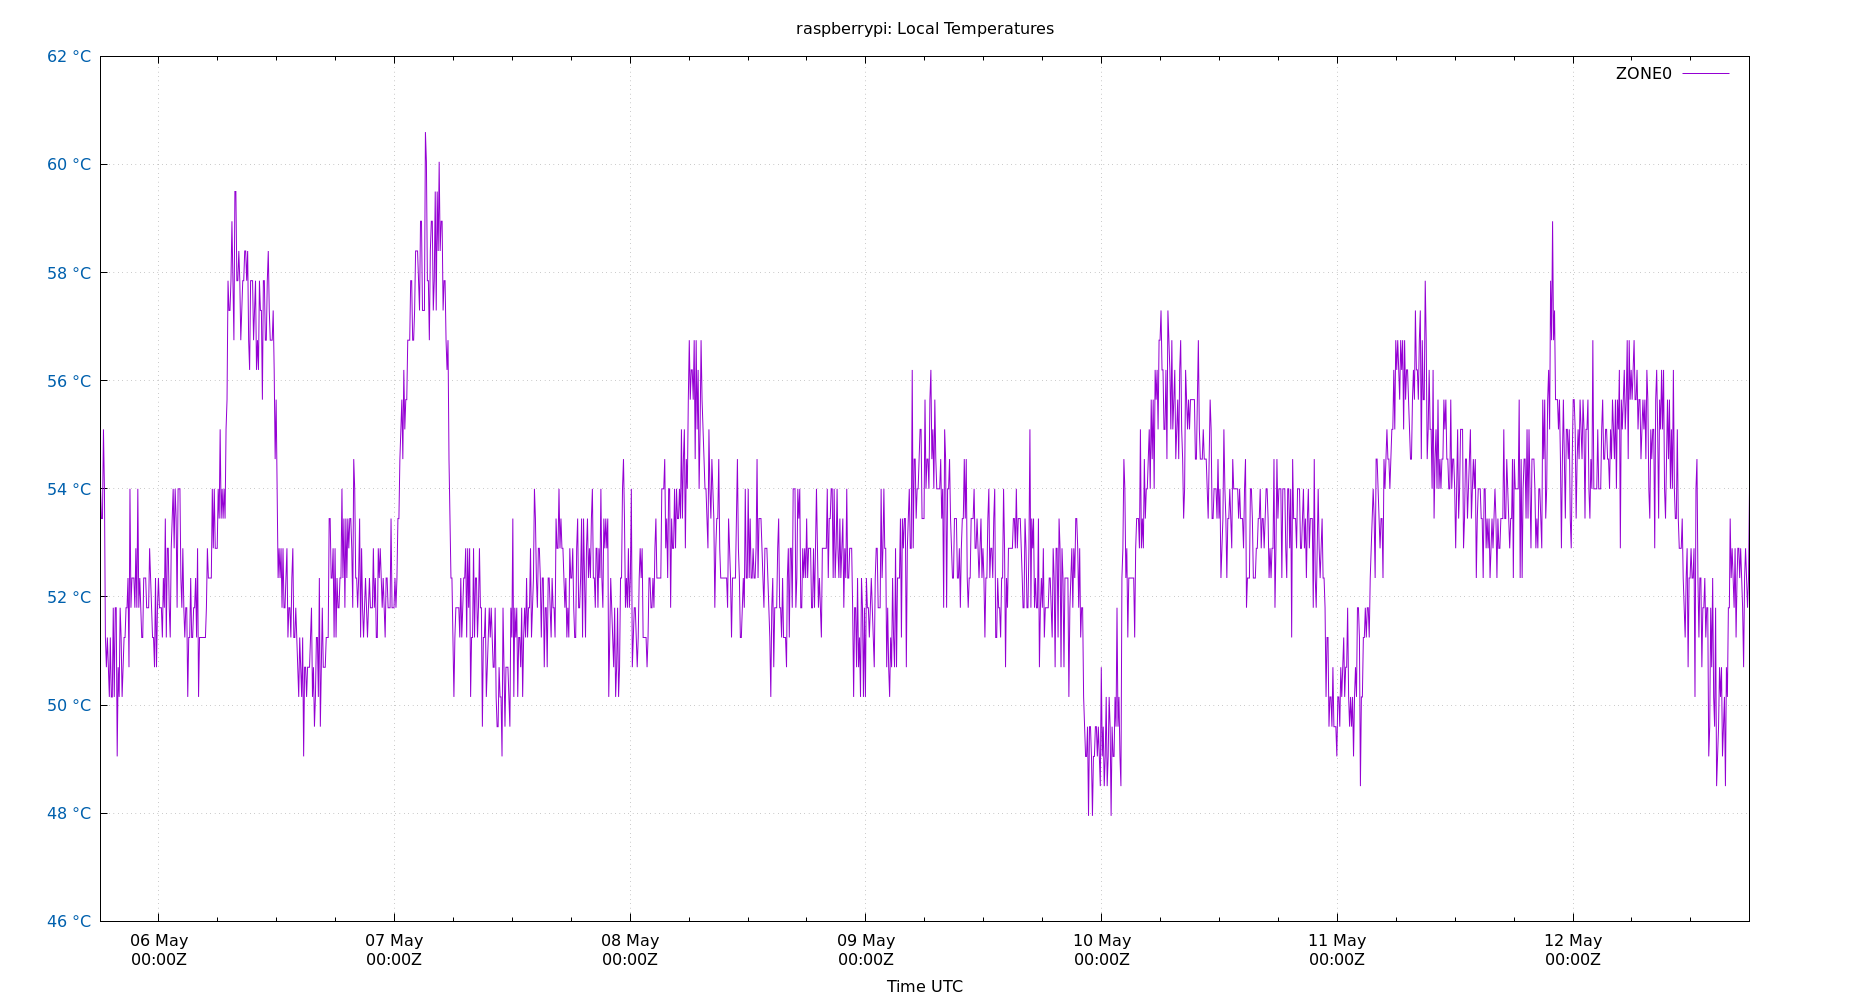 raspberrypi: Local Temperatures
62 °C
ZONE0
60 °C
58 °C
56 °C
54 °C
52 °C
50 °C
48 °C
46 °C
06 May 07 May 08 May 09 May 10 May 11 May 12 May
00:00Z 00:00Z 00:00Z 00:00Z 00:00Z 00:00Z 00:00Z
Time UTC